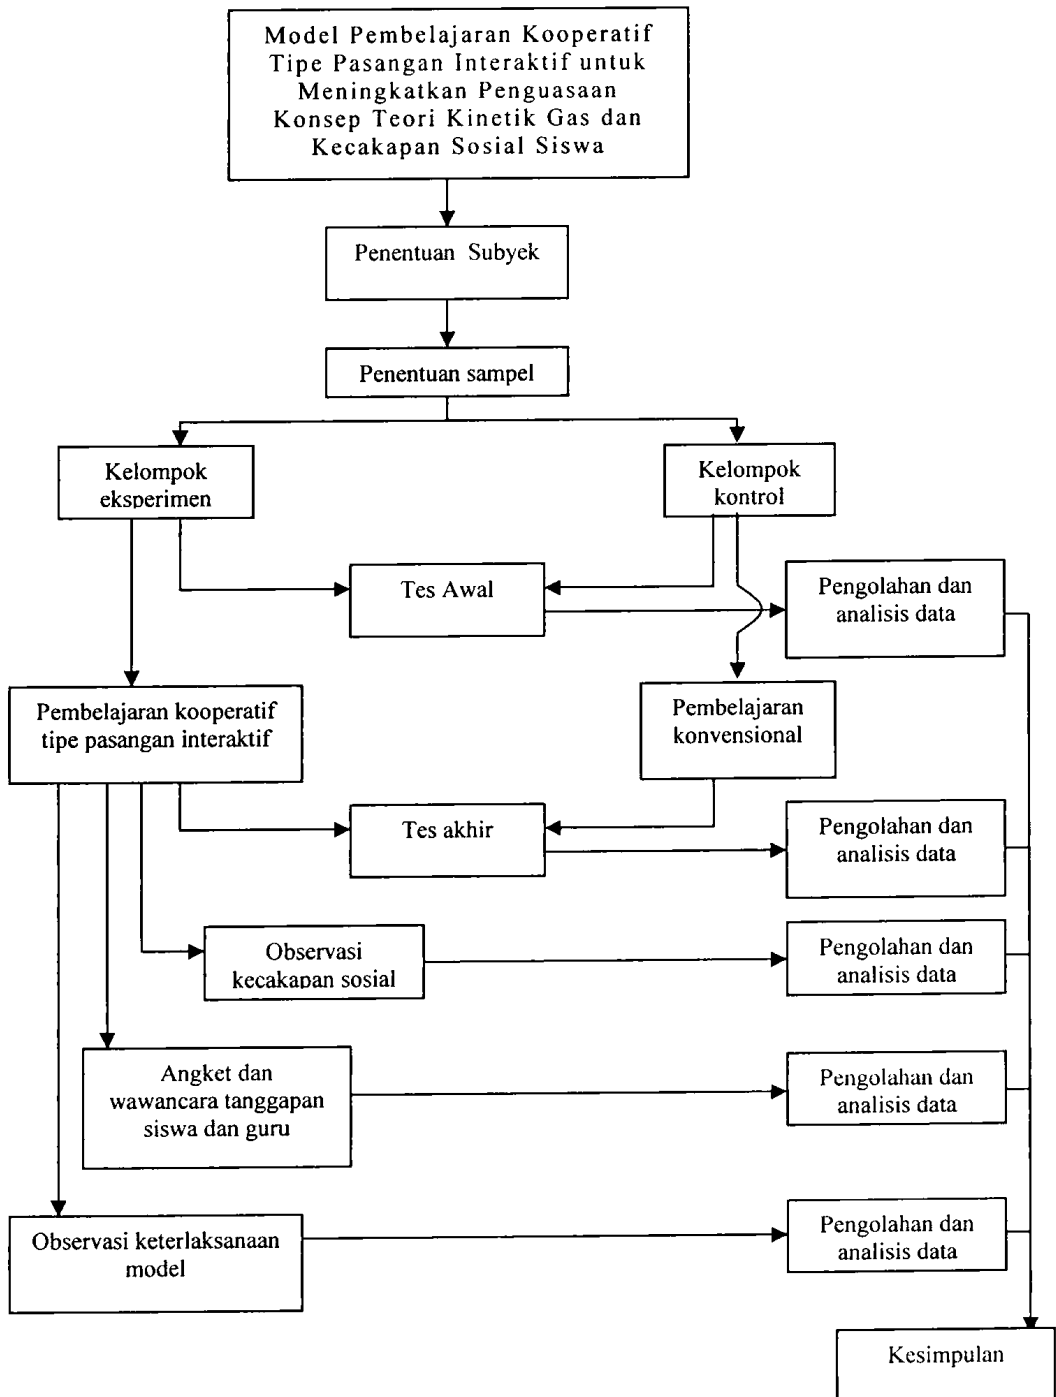 Model Pembelajaran Kooperatif
Tipe Pasangan Interaktif untuk
Meningkatkan Penguasaan
Konsep Teori Kinetik Gas dan
Kecakapan Sosial Siswa
Penentuan Subyek
Penentuan sampel
Kelompok
eksperimen
Kelompok
kontrol
Tes Awal
Pengolahan dan
analisis data
Pembelajaran kooperatif
tipe pasangan interaktif
Pembelajaran
konvensional
Tes akhir
Pengolahan dan
analisis data
Observasi
kecakapan sosial
Pengolahan dan
analisis data
Angket dan
wawancara tanggapan
siswa dan guru
Pengolahan dan
analisis data
Observasi keterlaksanaan
model
Pengolahan dan
analisis data
Kesimpulan